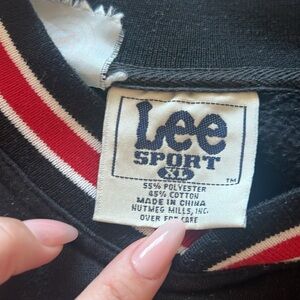 Lee
SPORT
XL
TM
55% POLYESTER
45% COTTON
MADE IN CHINA
NUTMEG MILLS, INC.
OVER FOR CARE